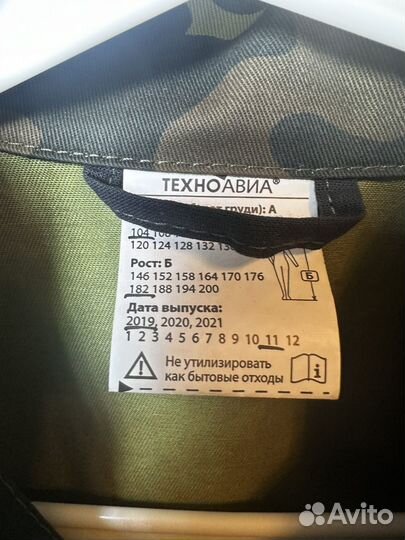 ТЕХНОАВИА®
груди): А
104
120 124 128 132
Рост: Б
146 152 158 164 170 176
182 188 194 200
Б
Дата выпуска:
2019, 2020, 2021
1 2 3 4 5 6 7 8 9 10 11 12
Не утилизировать
как бытовые отходы
i
Avito